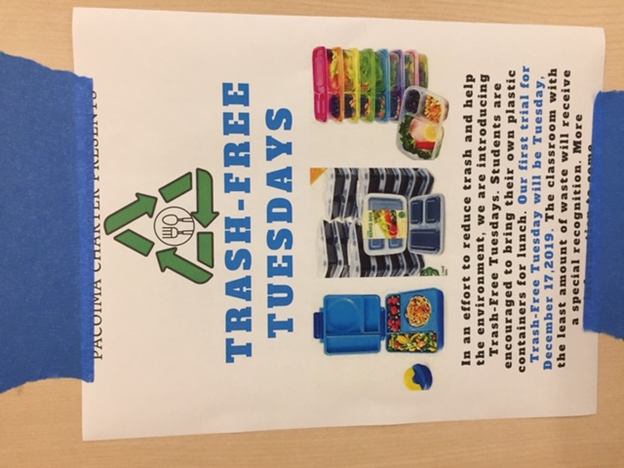 PACOIMA CHARTER PRESENTS
TRASH-FREE
TUESDAYS
In an effort to reduce trash and help
the environment, we are introducing
Trash-Free Tuesdays. Students are
encouraged to bring their own plastic
containers for lunch. Our first trial for
Trash-Free Tuesday will be Tuesday,
December 17,2019. The classroom with
the least amount of waste will receive
a special recognition. More
to come